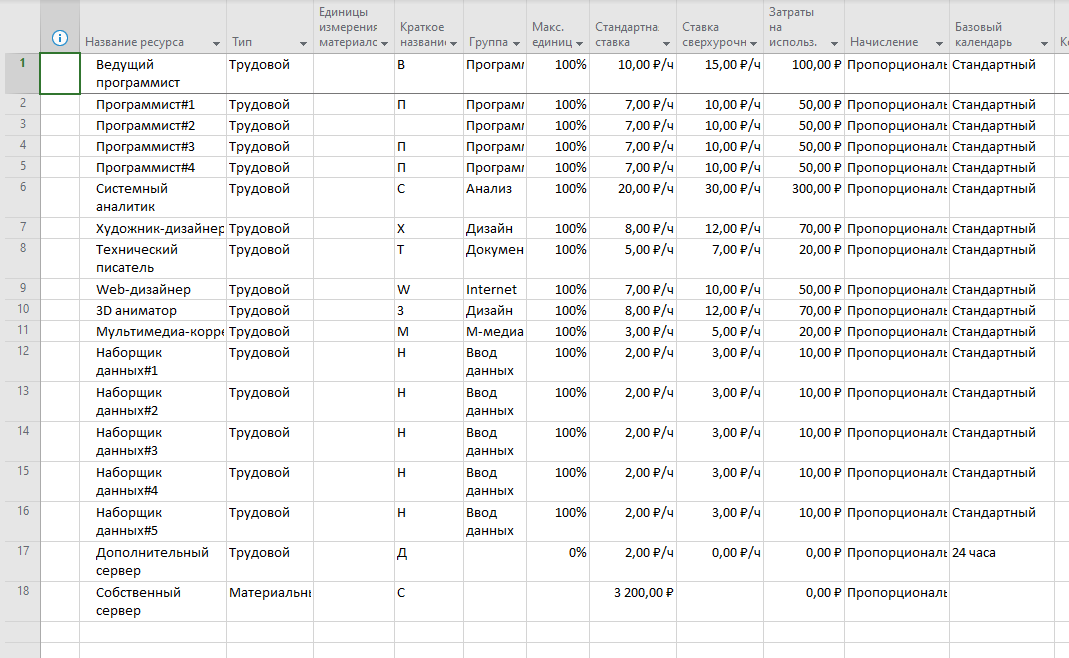 Единицы измерения материалс
Название ресурса Тип Краткое названи Группа Макс. единиц Стандартна ставка Ставка сверхурочн Затраты на использ. Начисление Базовый календарь К
1 Ведущий программист Трудовой В Програм 100% 10,00 ₽/ч 15,00 ₽/ч 100,00 ₽ Пропорциональ Стандартный
2 Программист#1 Трудовой П Програм 100% 7,00 ₽/ч 10,00 ₽/ч 50,00 ₽ Пропорциональ Стандартный
3 Программист#2 Трудовой Програм 100% 7,00 ₽/ч 10,00 ₽/ч 50,00 ₽ Пропорциональ Стандартный
4 Программист#3 Трудовой П Програм 100% 7,00 ₽/ч 10,00 ₽/ч 50,00 ₽ Пропорциональ Стандартный
5 Программист#4 Трудовой П Програм 100% 7,00 ₽/ч 10,00 ₽/ч 50,00 ₽ Пропорциональ Стандартный
6 Системный аналитик Трудовой С Анализ 100% 20,00 ₽/ч 30,00 ₽/ч 300,00 ₽ Пропорциональ Стандартный
7 Художник-дизайнер Трудовой Х Дизайн 100% 8,00 ₽/ч 12,00 ₽/ч 70,00 ₽ Пропорциональ Стандартный
8 Технический писатель Трудовой Т Докумен 100% 5,00 ₽/ч 7,00 ₽/ч 20,00 ₽ Пропорциональ Стандартный
9 Web-дизайнер Трудовой W Internet 100% 7,00 ₽/ч 10,00 ₽/ч 50,00 ₽ Пропорциональ Стандартный
10 3D аниматор Трудовой 3 Дизайн 100% 8,00 ₽/ч 12,00 ₽/ч 70,00 ₽ Пропорциональ Стандартный
11 Мультимедиа-корре Трудовой М М-медиа 100% 3,00 ₽/ч 5,00 ₽/ч 20,00 ₽ Пропорциональ Стандартный
12 Наборщик данных#1 Трудовой Н Ввод данных 100% 2,00 ₽/ч 3,00 ₽/ч 10,00 ₽ Пропорциональ Стандартный
13 Наборщик данных#2 Трудовой Н Ввод данных 100% 2,00 ₽/ч 3,00 ₽/ч 10,00 ₽ Пропорциональ Стандартный
14 Наборщик данных#3 Трудовой Н Ввод данных 100% 2,00 ₽/ч 3,00 ₽/ч 10,00 ₽ Пропорциональ Стандартный
15 Наборщик данных#4 Трудовой Н Ввод данных 100% 2,00 ₽/ч 3,00 ₽/ч 10,00 ₽ Пропорциональ Стандартный
16 Наборщик данных#5 Трудовой Н Ввод данных 100% 2,00 ₽/ч 3,00 ₽/ч 10,00 ₽ Пропорциональ Стандартный
17 Дополнительный сервер Трудовой Д 0% 2,00 ₽/ч 0,00 ₽/ч 0,00 ₽ Пропорциональ 24 часа
18 Собственный сервер Материальн С 3 200,00 ₽ 0,00 ₽ Пропорциональ